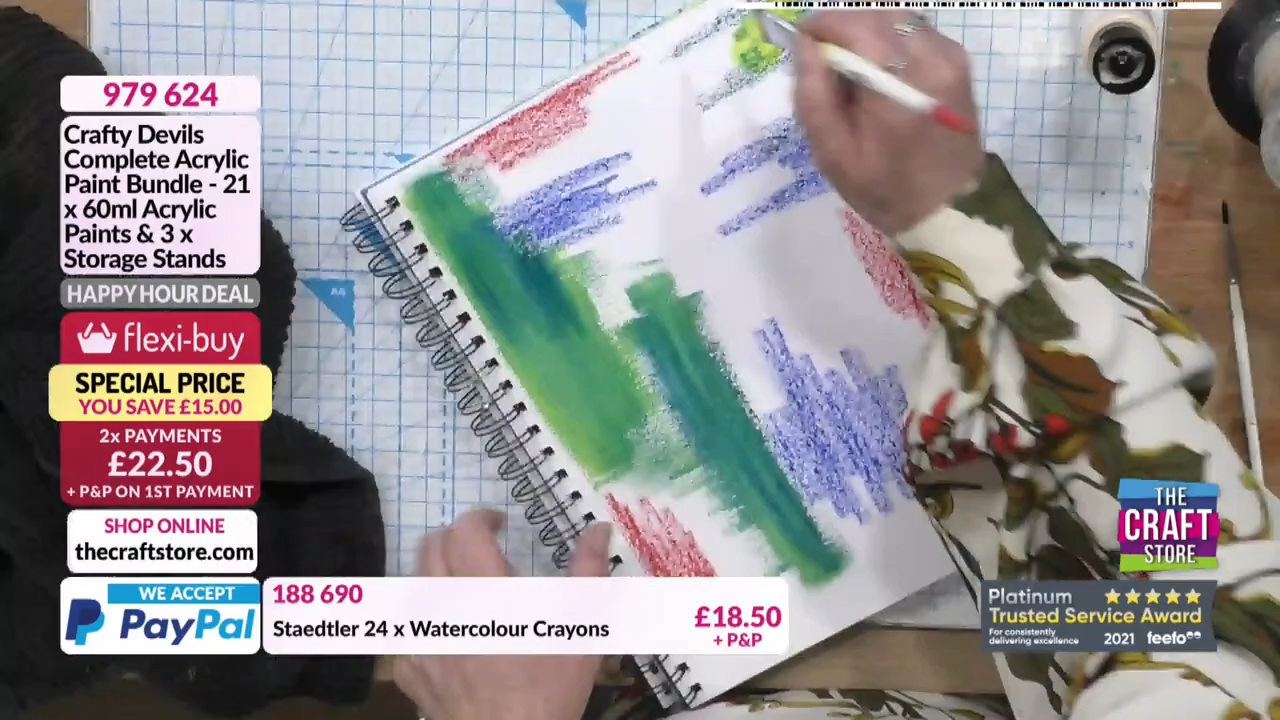 979 624
Crafty Devils
Complete Acrylic
Paint Bundle - 21
x 60ml Acrylic
Paints & 3 x
Storage Stands
HAPPY HOUR DEAL
flexi-buy
SPECIAL PRICE
YOU SAVE £15.00
2x PAYMENTS
£22.50
+ P&P ON 1ST PAYMENT
SHOP ONLINE
thecraftstore.com
WE ACCEPT
PayPal
188 690
Staedtler 24 x Watercolour Crayons
£18.50
+ P&P
A4
THE
CRAFT
STORE
Platinum
Trusted Service Award
For consistently
delivering excellence
2021 feefo